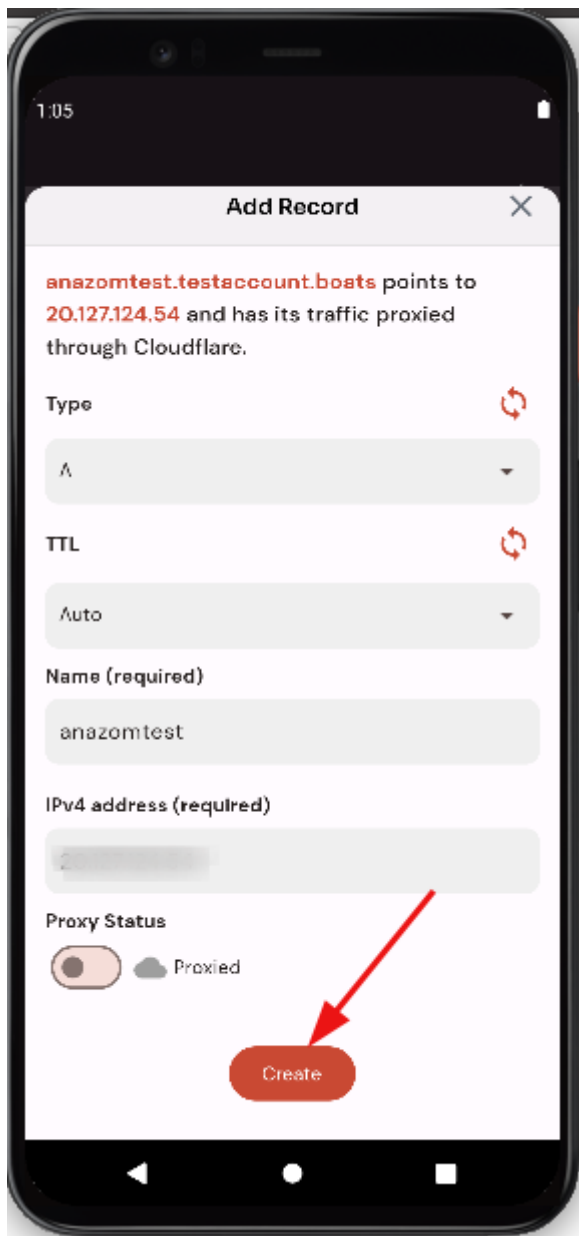 1:05
Add Record
anazomtest.testaccount.boats points to
20.127.124.54 and has its traffic proxied
through Cloudflare.
Type
A
TTL
Auto
Name (required)
anazomtest
IPv4 address (required)
Proxy Status
Proxied
Create